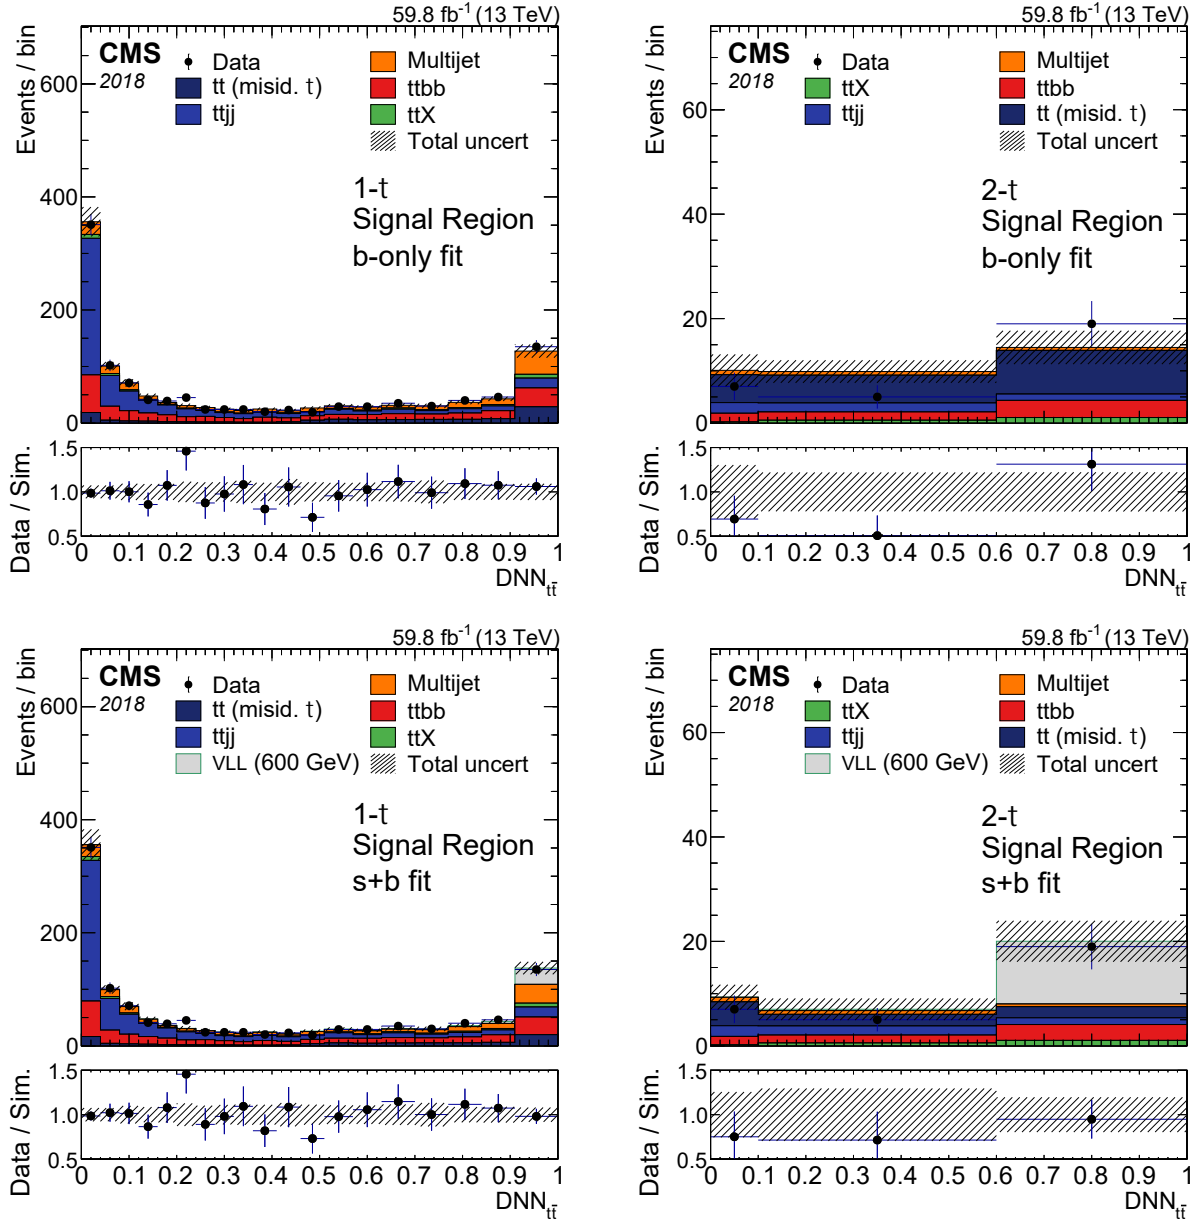 59.8 fb⁻¹ (13 TeV)
Events / bin
CMS
2018
Data
tt (misid. τ)
ttjj
Multijet
ttbb
ttX
Total uncert
1-τ
Signal Region
b-only fit
600
400
200
0
Data / Sim.
1.5
1.0
0.5
0 0.1 0.2 0.3 0.4 0.5 0.6 0.7 0.8 0.9 1
DNN tt̄
59.8 fb⁻¹ (13 TeV)
Events / bin
CMS
2018
Data
ttX
ttjj
Multijet
ttbb
tt (misid. τ)
Total uncert
2-τ
Signal Region
b-only fit
60
40
20
0
Data / Sim.
1.5
1.0
0.5
0 0.1 0.2 0.3 0.4 0.5 0.6 0.7 0.8 0.9 1
DNN tt̄
59.8 fb⁻¹ (13 TeV)
Events / bin
CMS
2018
Data
tt (misid. τ)
ttjj
VLL (600 GeV)
Multijet
ttbb
ttX
Total uncert
1-τ
Signal Region
s+b fit
600
400
200
0
Data / Sim.
1.5
1.0
0.5
0 0.1 0.2 0.3 0.4 0.5 0.6 0.7 0.8 0.9 1
DNN tt̄
59.8 fb⁻¹ (13 TeV)
Events / bin
CMS
2018
Data
ttX
ttjj
VLL (600 GeV)
Multijet
ttbb
tt (misid. τ)
Total uncert
2-τ
Signal Region
s+b fit
60
40
20
0
Data / Sim.
1.5
1.0
0.5
0 0.1 0.2 0.3 0.4 0.5 0.6 0.7 0.8 0.9 1
DNN tt̄